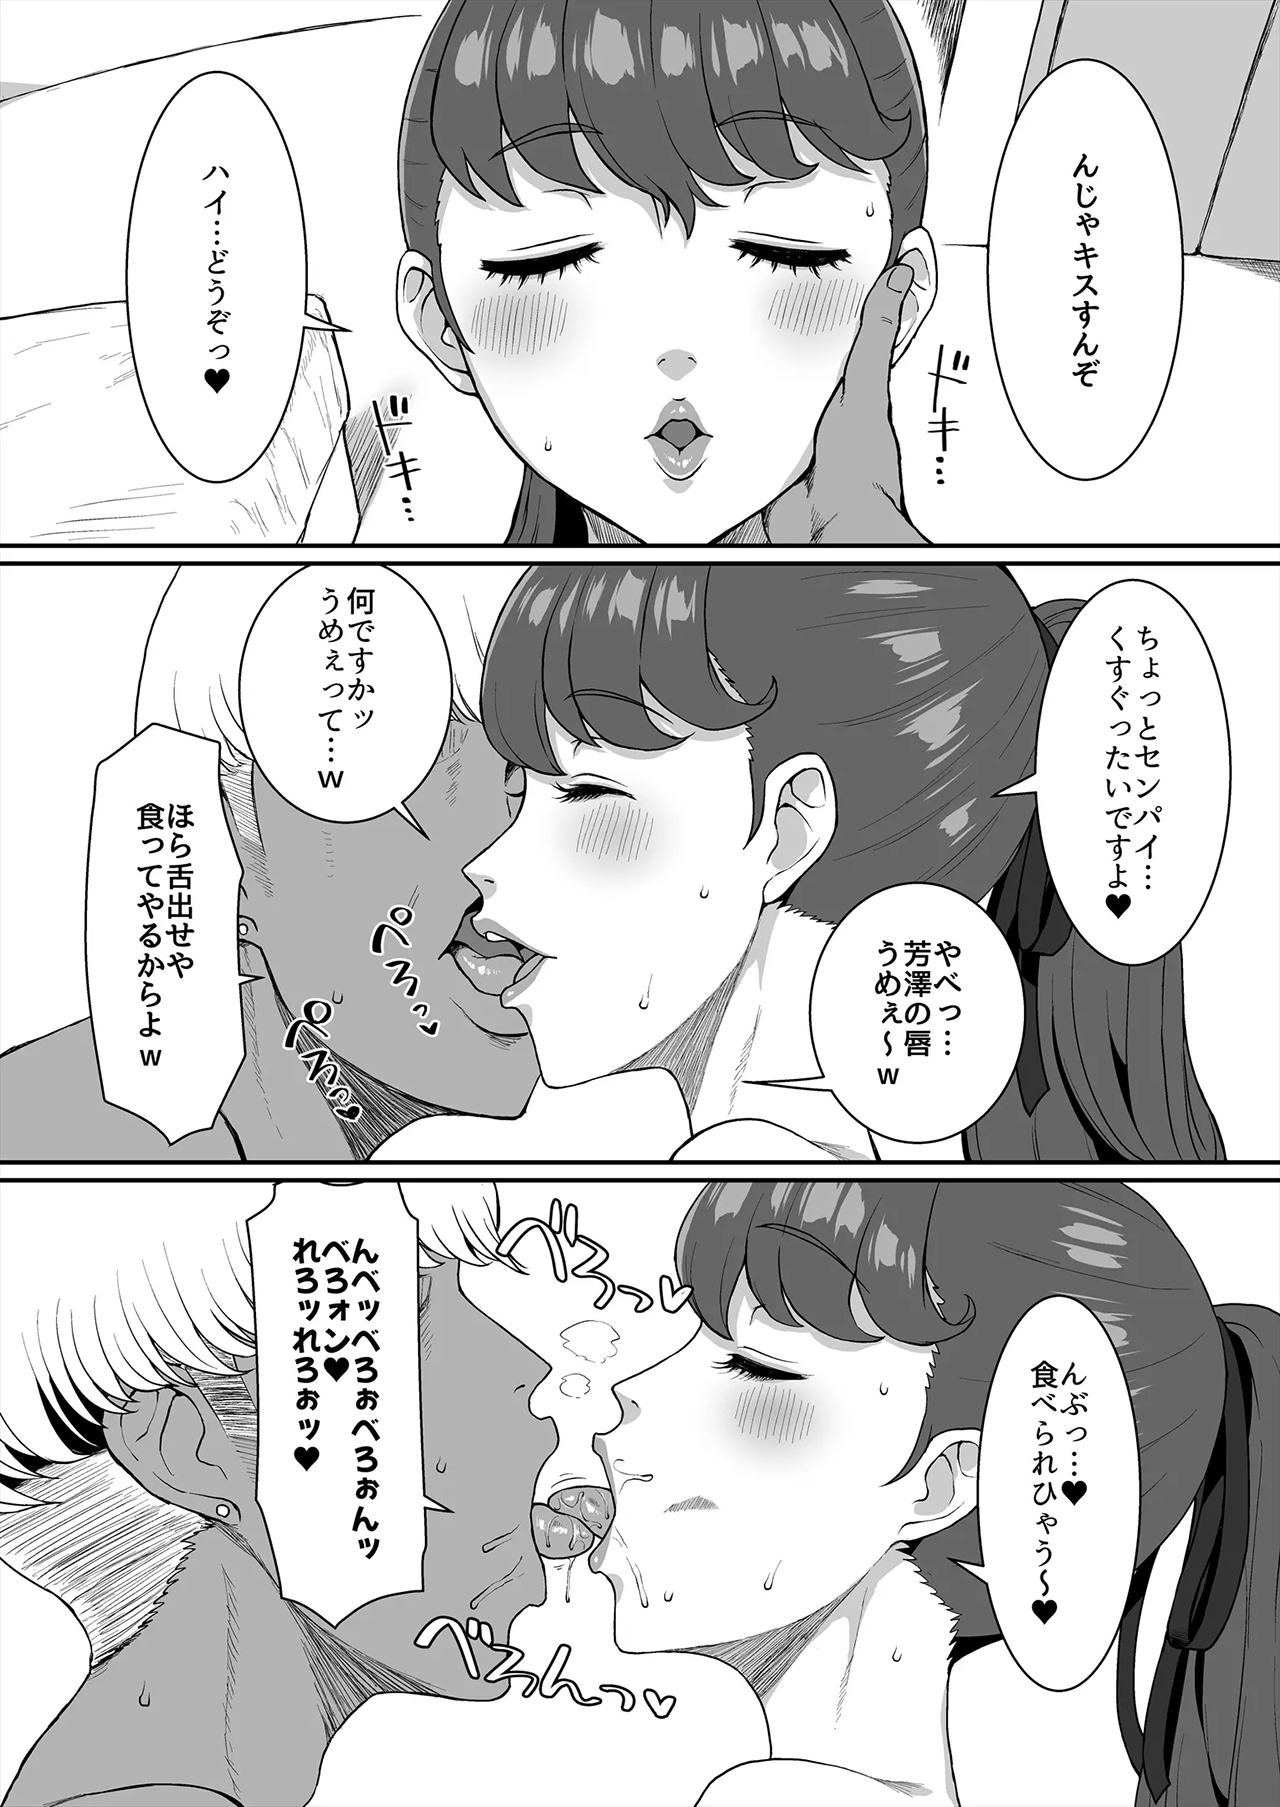 んじゃキスすんぞ
ドキ…
ハイ…どうぞっ♥
ドキ…
ちょっとセンパイ…
くすぐったいですよ♥
やべっ…
芳澤の唇
うめぇ～w
何ですかッ
うめぇって…w
ぺろっ♥
ぺろっ♥
ほら舌出せや
食ってやるからよw
んぶっ…♥
食べられひゃう～♥
べろっ♥
んベッべろぉべろぉんッ
べろォン♥
れろッれろぉッ♥
べろんっ♥